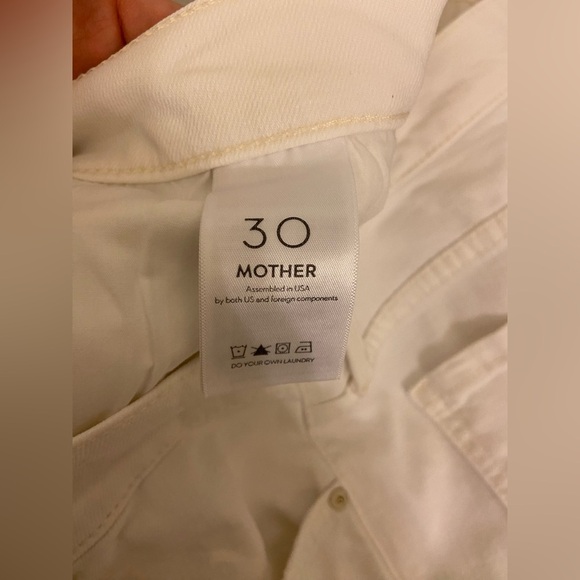 30
MOTHER
Assembled in USA
by both US and foreign components
DO YOUR OWN LAUNDRY